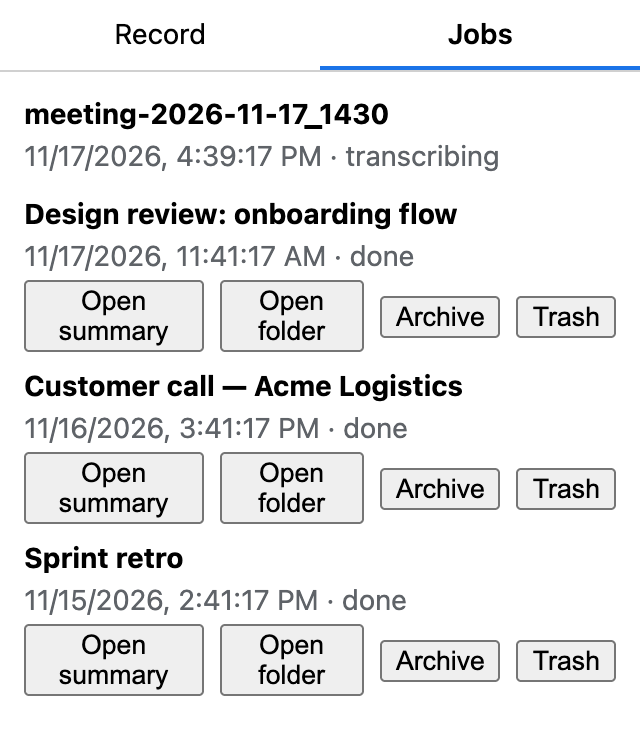 Record Jobs
meeting-2026-11-17_1430
11/17/2026, 4:39:17 PM · transcribing
Design review: onboarding flow
11/17/2026, 11:41:17 AM · done
Open summary Open folder Archive Trash
Customer call — Acme Logistics
11/16/2026, 3:41:17 PM · done
Open summary Open folder Archive Trash
Sprint retro
11/15/2026, 2:41:17 PM · done
Open summary Open folder Archive Trash